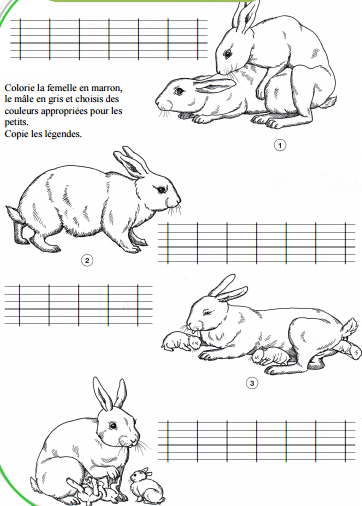 Colorie la femelle en marron,
le mâle en gris et choisis des
couleurs appropriées pour les
petits.
Copie les légendes.
1
2
3